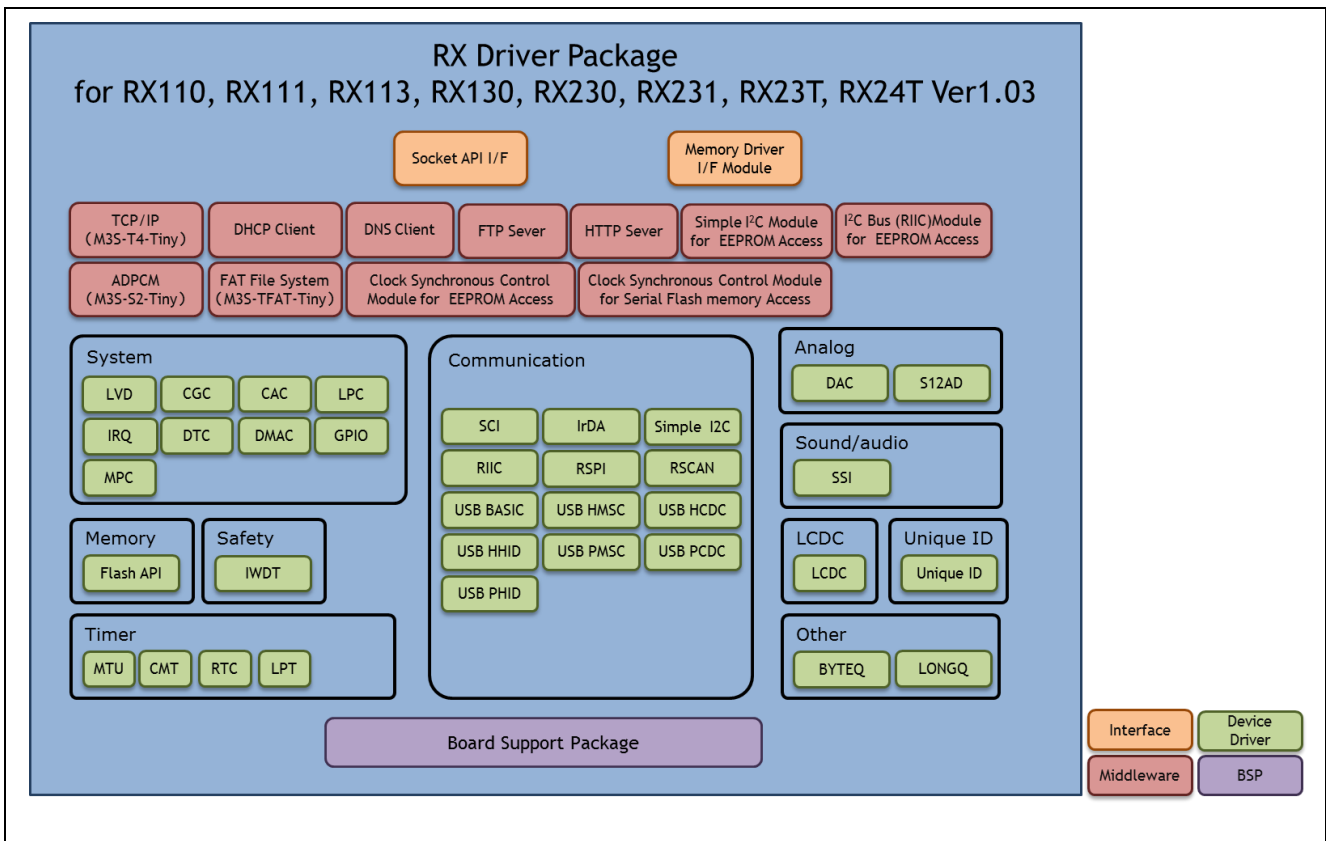 RX Driver Package
for RX110, RX111, RX113, RX130, RX230, RX231, RX23T, RX24T Ver1.03
Socket API I/F
Memory Driver
I/F Module
TCP/IP
(M3S-T4-Tiny)
DHCP Client
DNS Client
FTP Sever
HTTP Sever
Simple I²C Module
for EEPROM Access
I²C Bus (RIIC)Module
for EEPROM Access
ADPCM
(M3S-S2-Tiny)
FAT File System
(M3S-TFAT-Tiny)
Clock Synchronous Control
Module for EEPROM Access
Clock Synchronous Control Module
for Serial Flash memory Access
System
LVD
CGC
CAC
LPC
IRQ
DTC
DMAC
GPIO
MPC
Memory
Flash API
Safety
IWDT
Timer
MTU
CMT
RTC
LPT
Communication
SCI
IrDA
Simple I2C
RIIC
RSPI
RSCAN
USB BASIC
USB HMSC
USB HCDC
USB HHID
USB PMSC
USB PCDC
USB PHID
Analog
DAC
S12AD
Sound/audio
SSI
LCDC
LCDC
Unique ID
Unique ID
Other
BYTEQ
LONGQ
Board Support Package
Interface
Device
Driver
Middleware
BSP